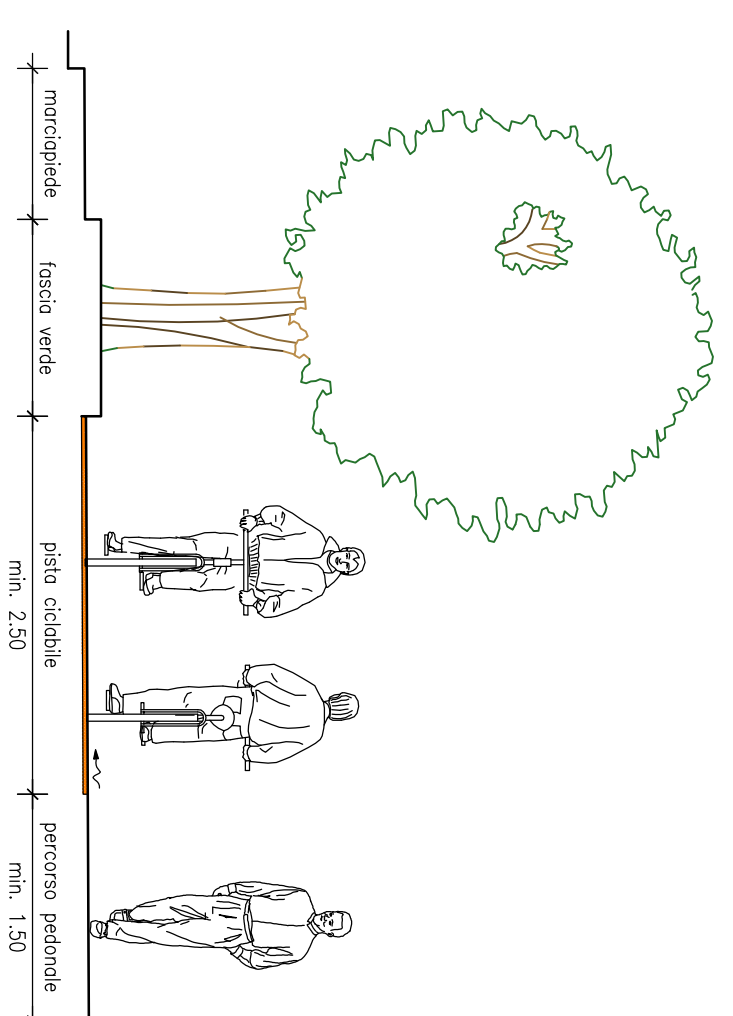 marciapiede
fascia verde
pista ciclabile
min. 2.50
percorso pedonale
min. 1.50